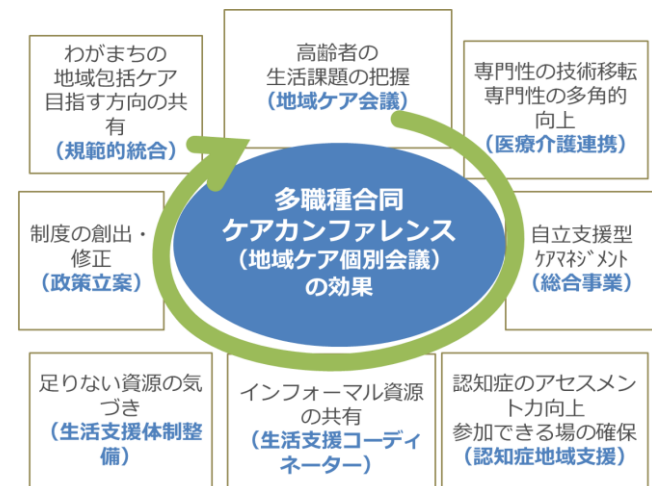 わがまちの
地域包括ケア
目指す方向の共
有
（規範的統合）
高齢者の
生活課題の把握
（地域ケア会議）
専門性の技術移転
専門性の多角的
向上
（医療介護連携）
多職種合同
ケアカンファレンス
（地域ケア個別会議）
の効果
制度の創出・
修正
（政策立案）
自立支援型
ｹｱﾏﾈｼﾞﾒﾝﾄ
（総合事業）
足りない資源の気
づき
（生活支援体制整
備）
インフォーマル資源
の共有
（生活支援コーディ
ネーター）
認知症のアセスメン
ト力向上
参加できる場の確保
（認知症地域支援）